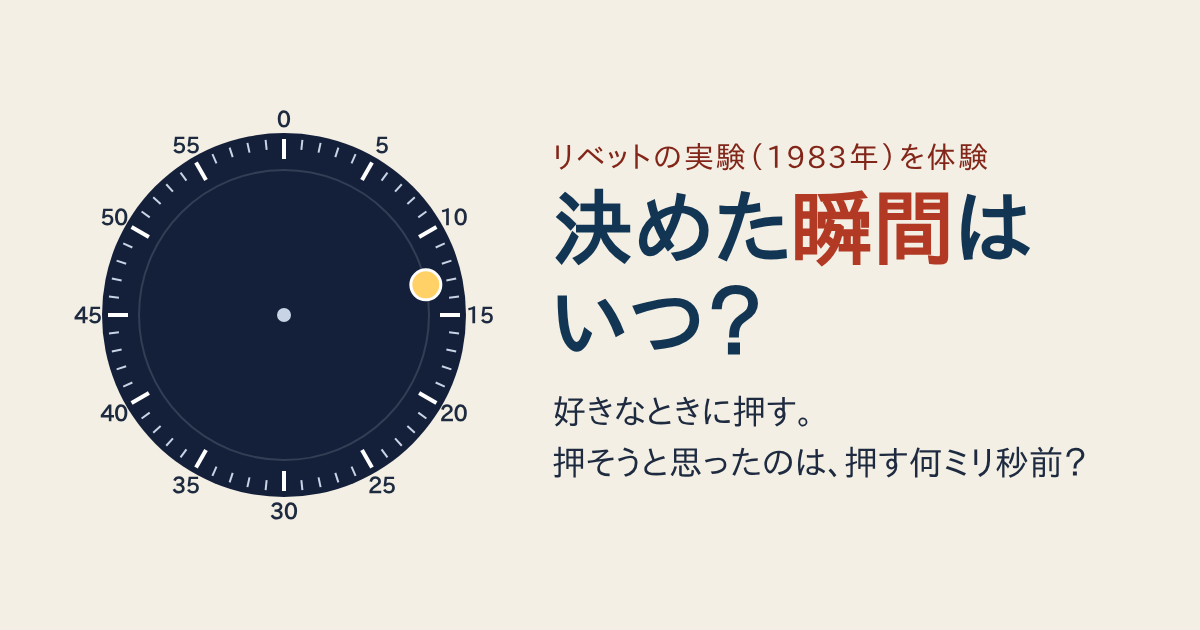 0
5
10
15
20
25
30
35
40
45
50
55
リベットの実験（1983年）を体験
決めた瞬間は
いつ？
好きなときに押す。
押そうと思ったのは、押す何ミリ秒前？